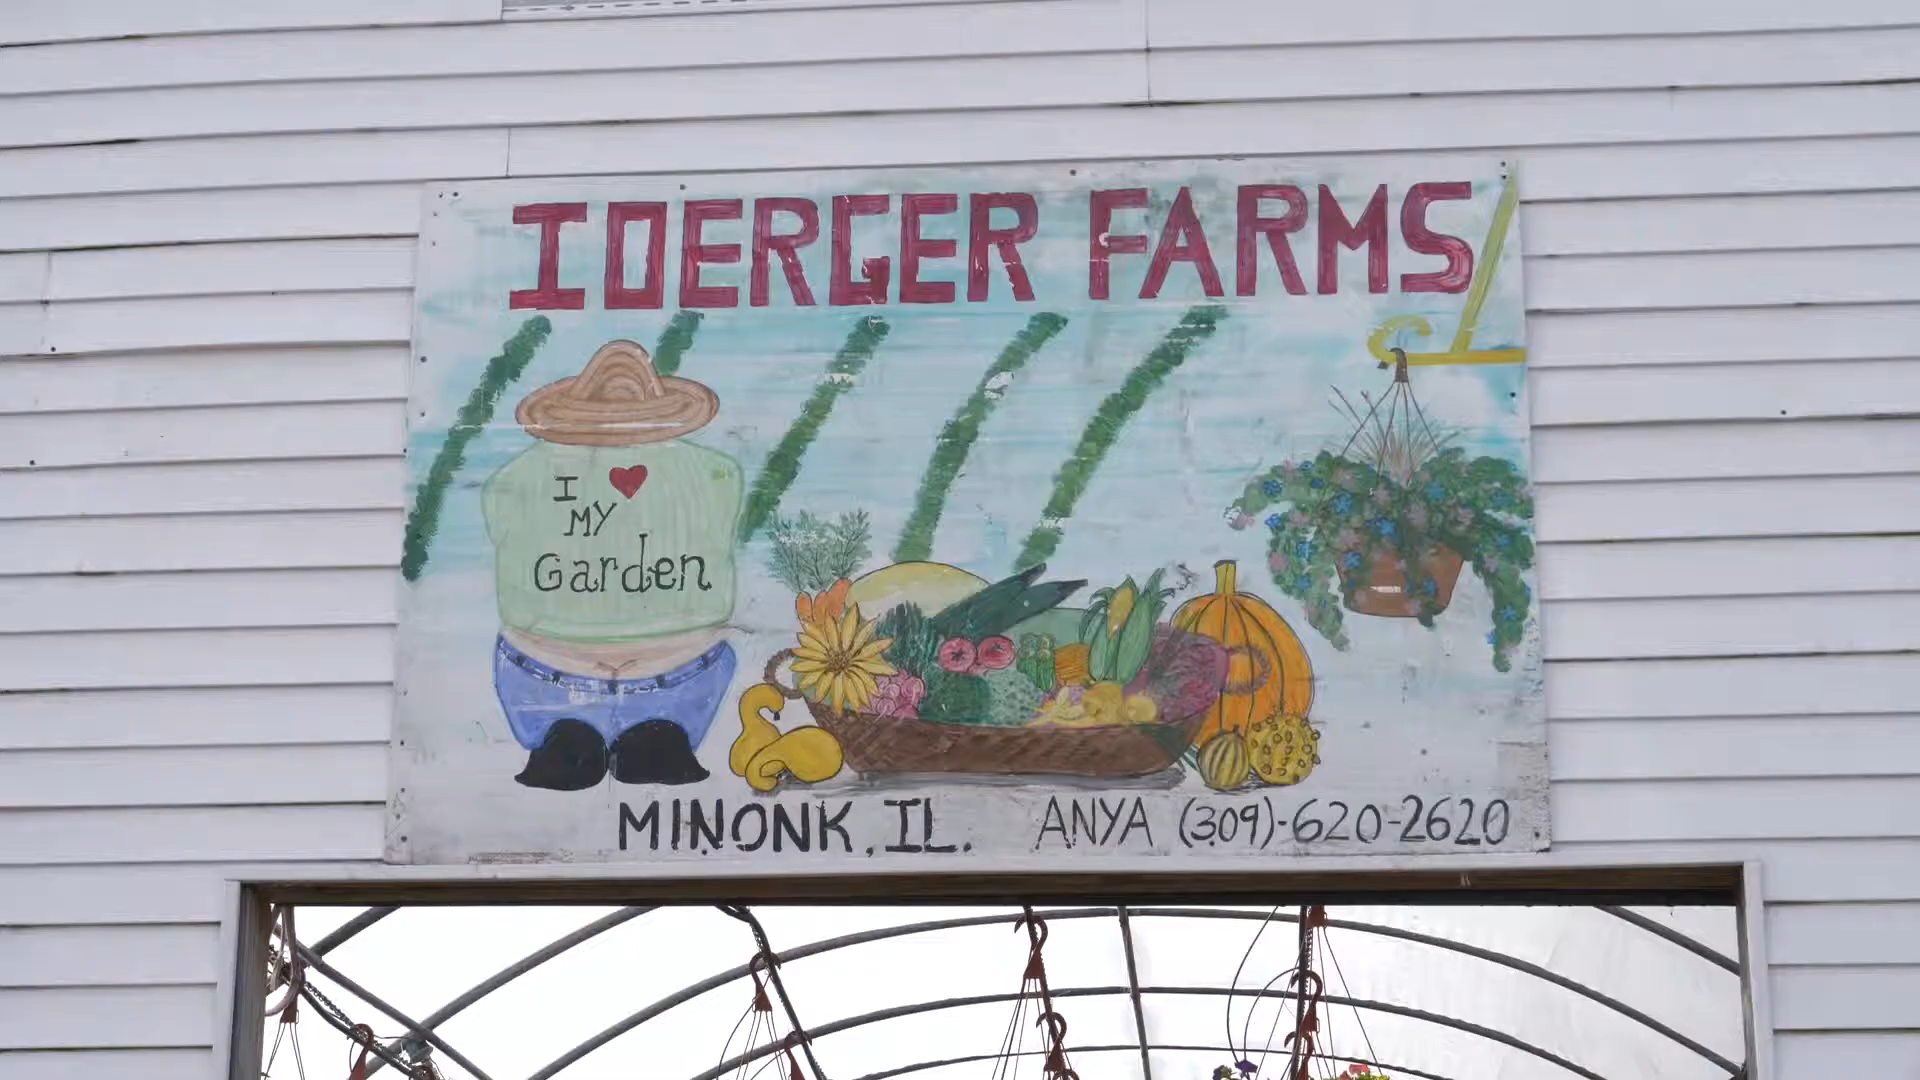 IOERGER FARMS
I ❤ MY
Garden
MINONK, IL. ANYA (309)-620-2620